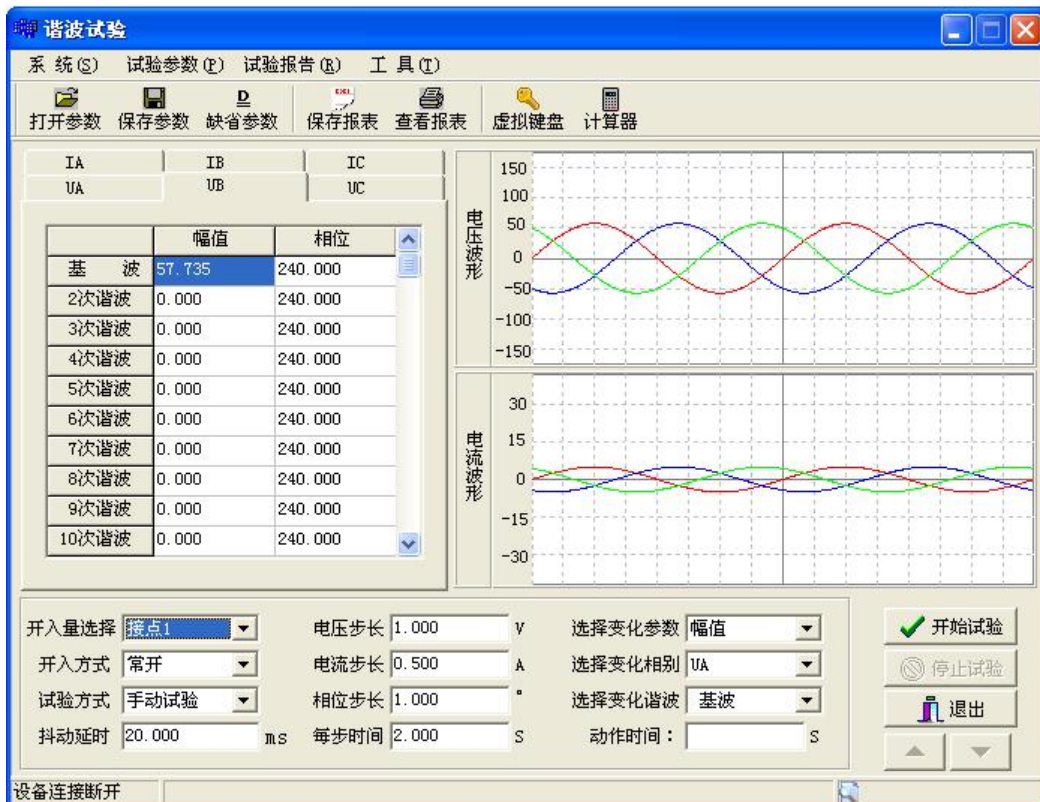 谐波试验
系 统(S) 试验参数(P) 试验报告(R) 工 具(T)
打开参数 保存参数 缺省参数 保存报表 查看报表 虚拟键盘 计算器
IA IB IC
UA UB UC
幅值 相位
基 波 57.735 240.000
2次谐波 0.000 240.000
3次谐波 0.000 240.000
4次谐波 0.000 240.000
5次谐波 0.000 240.000
6次谐波 0.000 240.000
7次谐波 0.000 240.000
8次谐波 0.000 240.000
9次谐波 0.000 240.000
10次谐波 0.000 240.000
电压波形
150
100
50
0
-50
-100
-150
电流波形
30
15
0
-15
-30
开入量选择 接点1 电压步长 1.000 V 选择变化参数 幅值
开入方式 常开 电流步长 0.500 A 选择变化相别 UA
试验方式 手动试验 相位步长 1.000 ° 选择变化谐波 基波
抖动延时 20.000 ms 每步时间 2.000 S 动作时间： S
开始试验
停止试验
退出
设备连接断开